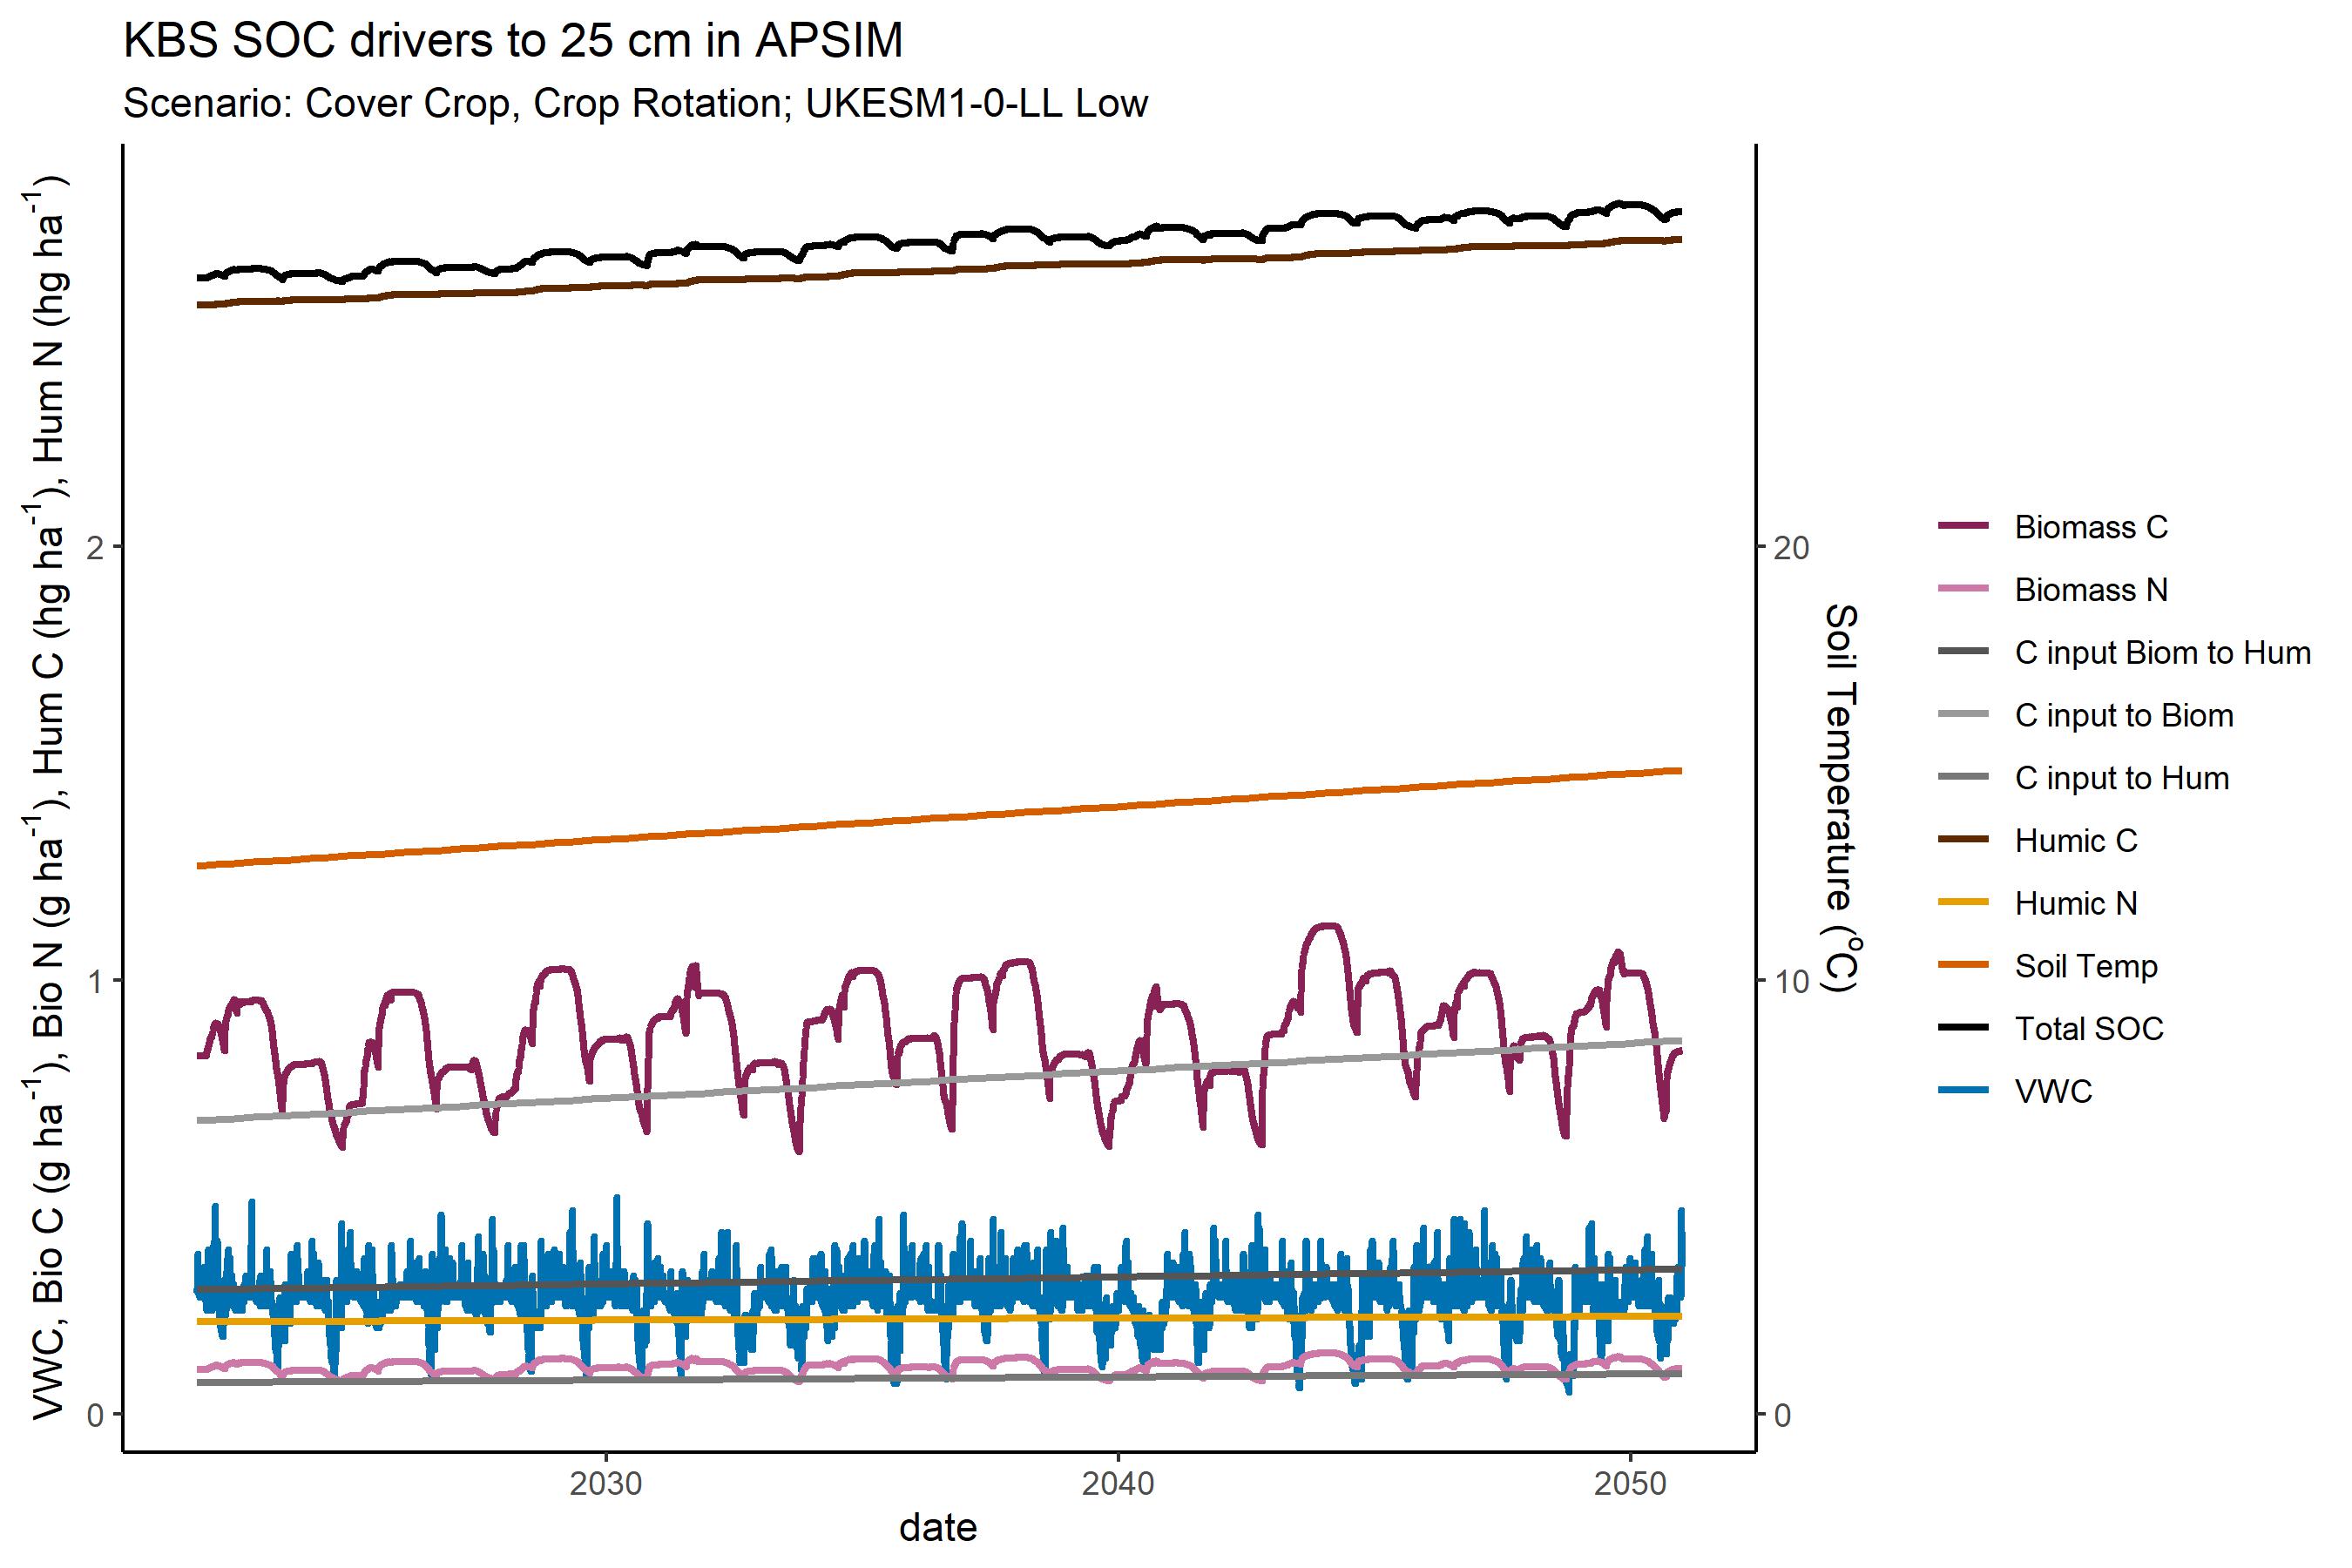 KBS SOC drivers to 25 cm in APSIM
Scenario: Cover Crop, Crop Rotation; UKESM1-0-LL Low
VWC, Bio C (g ha⁻¹), Bio N (g ha⁻¹), Hum C (hg ha⁻¹), Hum N (hg ha⁻¹)
2
1
0
20
10
0
Soil Temperature (°C)
2030
2040
2050
date
Biomass C
Biomass N
C input Biom to Hum
C input to Biom
C input to Hum
Humic C
Humic N
Soil Temp
Total SOC
VWC